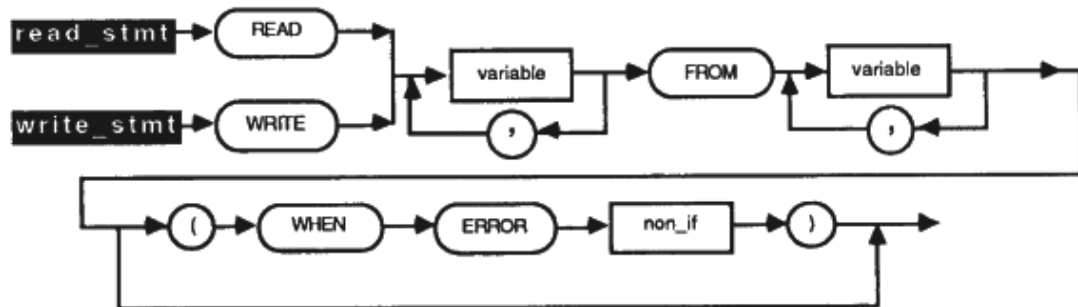 read_stmt READ
variable FROM variable
write_stmt WRITE , ,
( WHEN ERROR non_if )